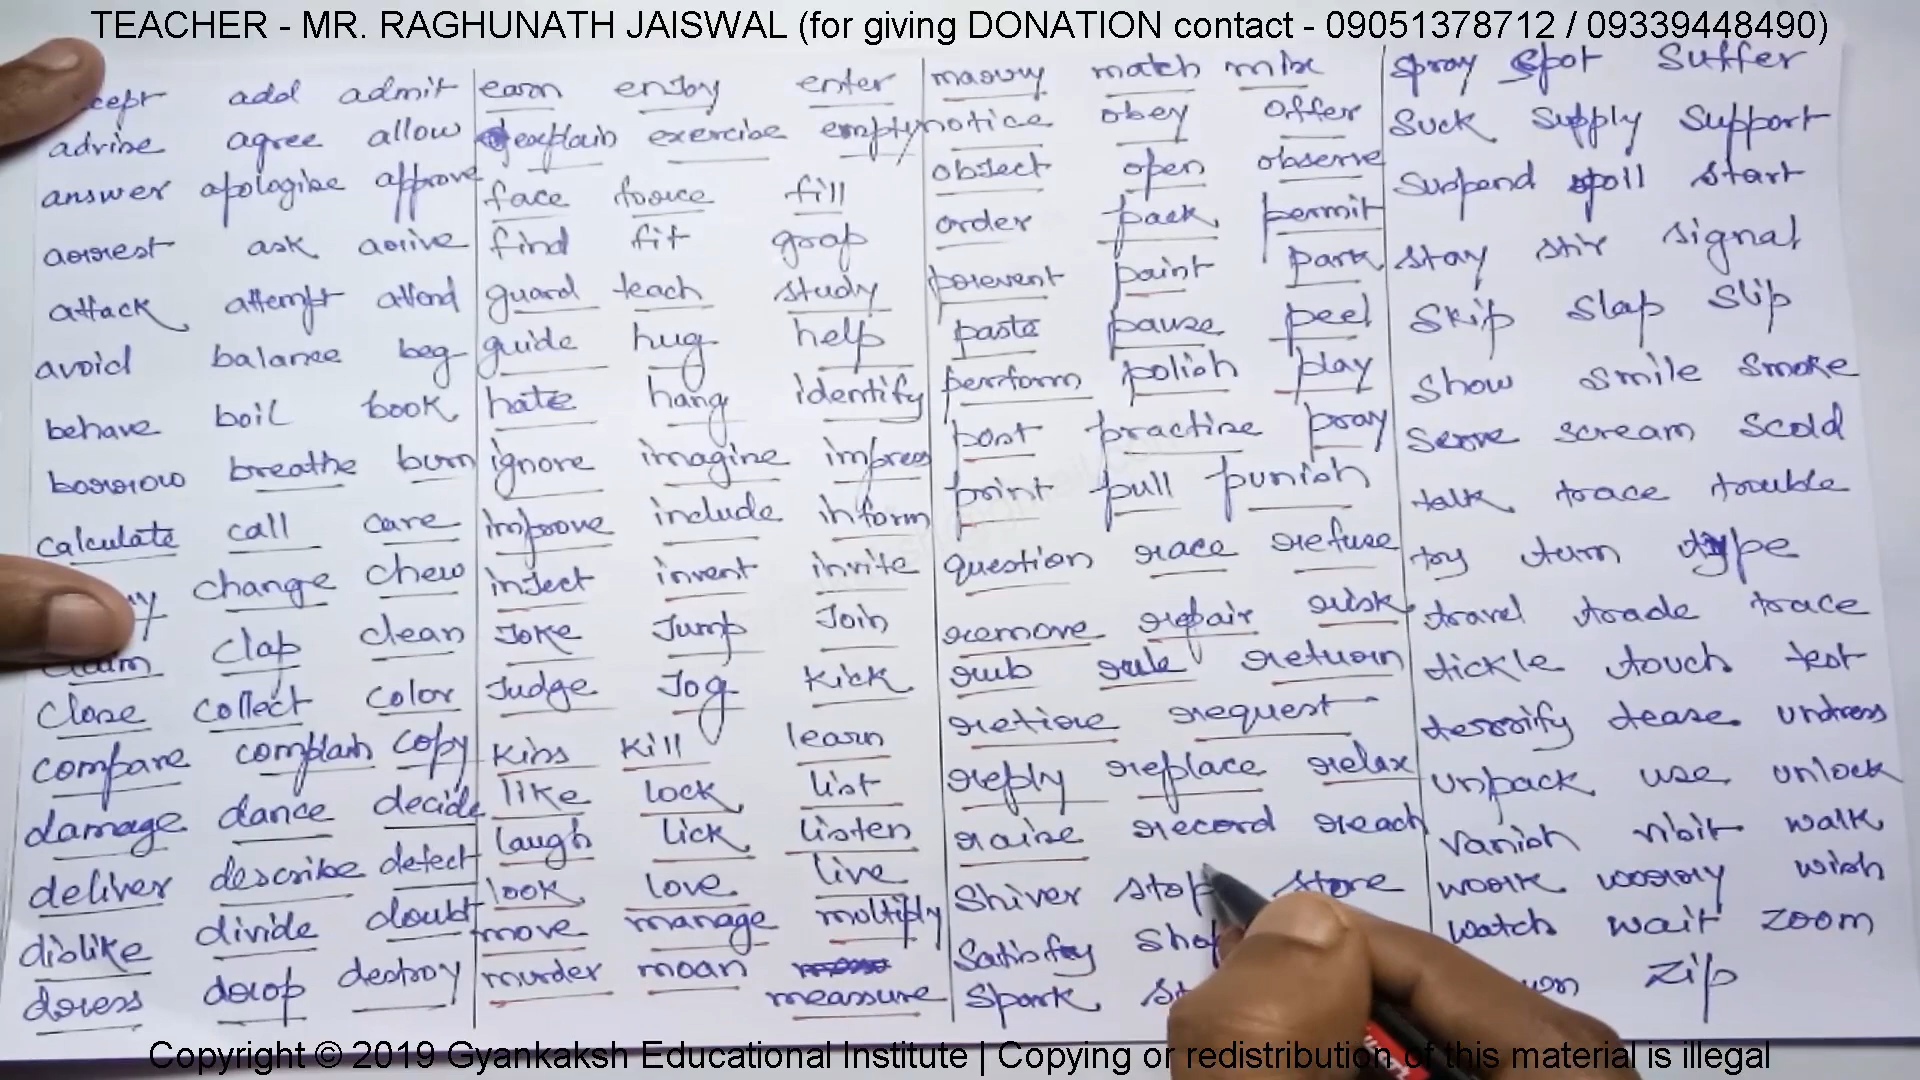 TEACHER - MR. RAGHUNATH JAISWAL (for giving DONATION contact - 09051378712 / 09339448490)
cept add admit
advise agree allow
answer apologise approve
arrest ask arrive
attack attempt attend
avoid balance beg
behave boil book
borrow breathe burn
calculate call care
change chew
claim clap clean
close collect color
compare complain copy
damage dance decide
deliver describe detect
dislike divide doubt
dress drop destroy
earn enjoy enter
explain exercise empty
face force fill
find fit grap
guard teach study
guide hug help
hate hang identify
ignore imagine impress
improve include inform
inject invent invite
Joke Jump Join
Judge Jog kick
kiss kill learn
like lock list
laugh lick listen
look love live
move manage multiply
murder moan
meassure
marry match mix
notice obey offer
object open observe
order pack permit
prevent paint park
paste pause peel
perform polish play
post practise pray
print pull punish
question race refuse
remove repair risk
rub rule return
retire request
reply replace relax
raise record reach
Shiver stop store
Satisfy
Spark
Spray Spot Suffer
Suck Supply Support
Suspend spoil start
Stay stir signal
Skip Slap Slip
Show Smile Smoke
Serve scream scold
talk trace trouble
try turn type
travel trade trace
tickle touch test
terrify tease undress
unpack use unlock
Vanish visit walk
work worry wish
watch wait zoom
zip
Copyright © 2019 Gyankaksh Educational Institute | Copying or redistribution of this material is illegal